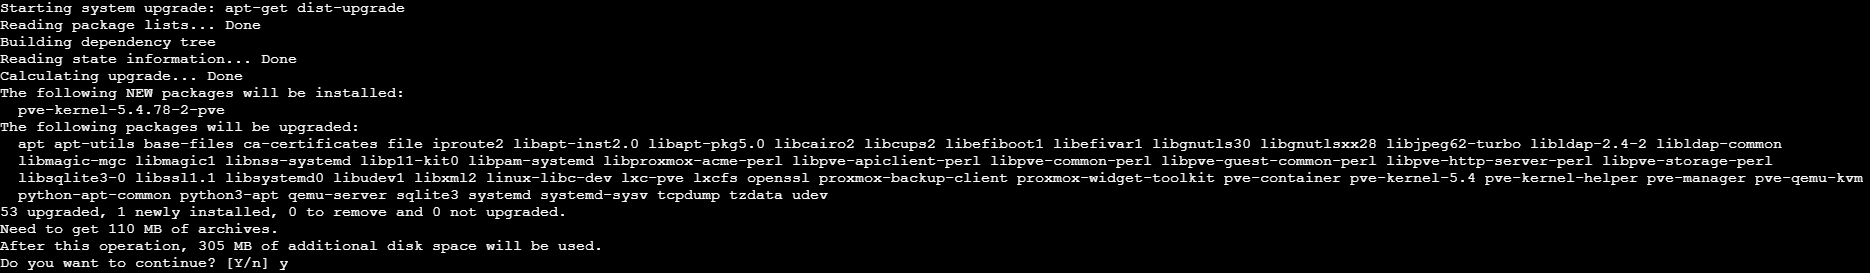 Starting system upgrade: apt-get dist-upgrade
Reading package lists... Done
Building dependency tree
Reading state information... Done
Calculating upgrade... Done
The following NEW packages will be installed:
  pve-kernel-5.4.78-2-pve
The following packages will be upgraded:
  apt apt-utils base-files ca-certificates file iproute2 libapt-inst2.0 libapt-pkg5.0 libcairo2 libcups2 libefiboot1 libefivar1 libgnutls30 libgnutlsxx28 libjpeg62-turbo libldap-2.4-2 libldap-common
  libmagic-mgc libmagic1 libnss-systemd libp11-kit0 libpam-systemd libproxmox-acme-perl libpve-apiclient-perl libpve-common-perl libpve-guest-common-perl libpve-http-server-perl libpve-storage-perl
  libsqlite3-0 libssl1.1 libsystemd0 libudev1 libxml2 linux-libc-dev lxc-pve lxcfs openssl proxmox-backup-client proxmox-widget-toolkit pve-container pve-kernel-5.4 pve-kernel-helper pve-manager pve-qemu-kvm
  python-apt-common python3-apt qemu-server sqlite3 systemd systemd-sysv tcpdump tzdata udev
53 upgraded, 1 newly installed, 0 to remove and 0 not upgraded.
Need to get 110 MB of archives.
After this operation, 305 MB of additional disk space will be used.
Do you want to continue? [Y/n] y